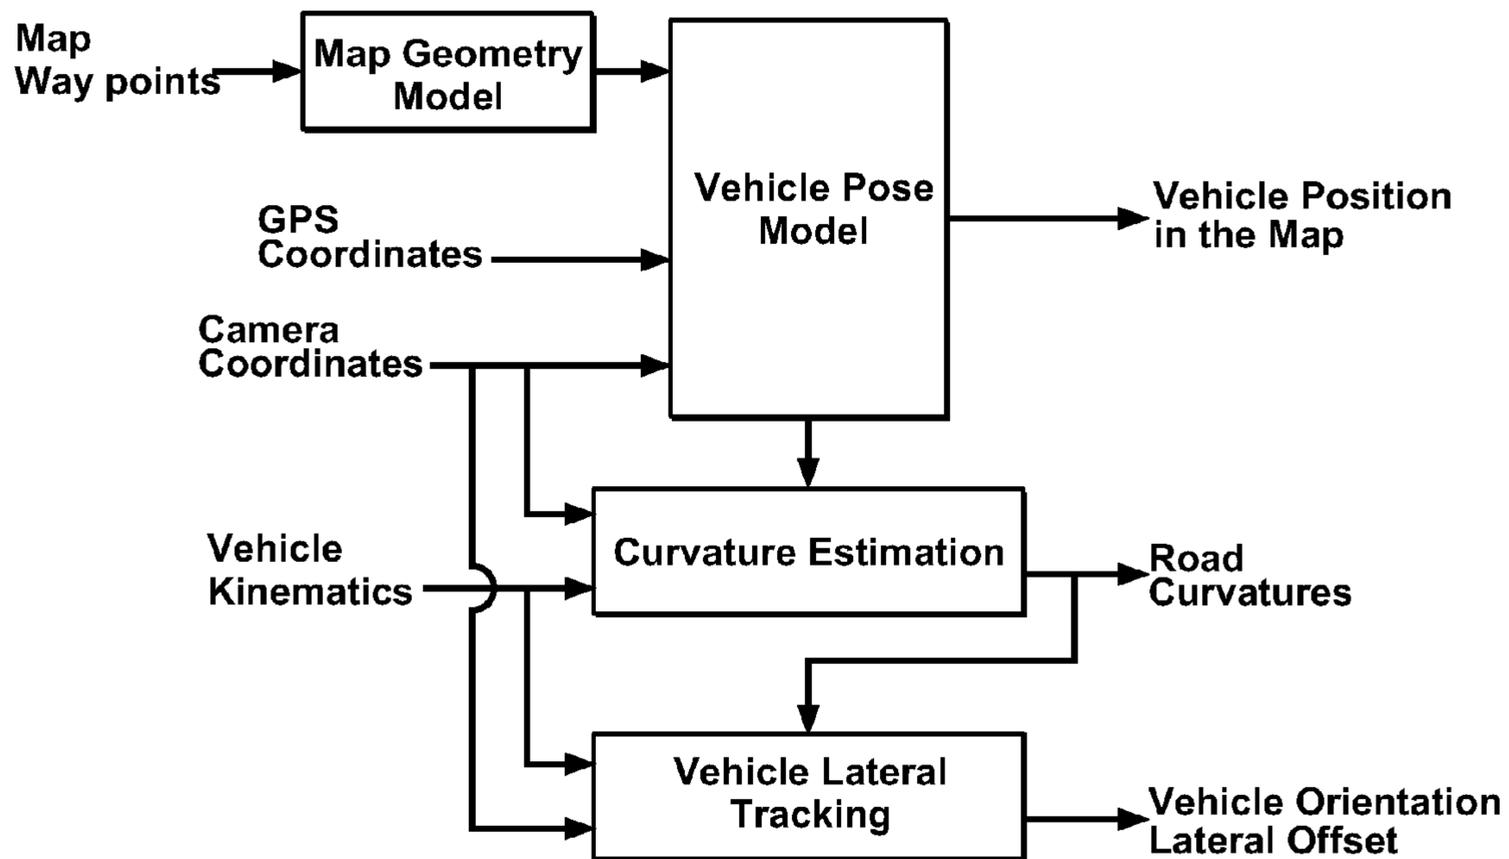 Map
Way points
Map Geometry
Model
GPS
Coordinates
Camera
Coordinates
Vehicle Pose
Model
Vehicle Position
in the Map
Vehicle
Kinematics
Curvature Estimation
Road
Curvatures
Vehicle Lateral
Tracking
Vehicle Orientation
Lateral Offset